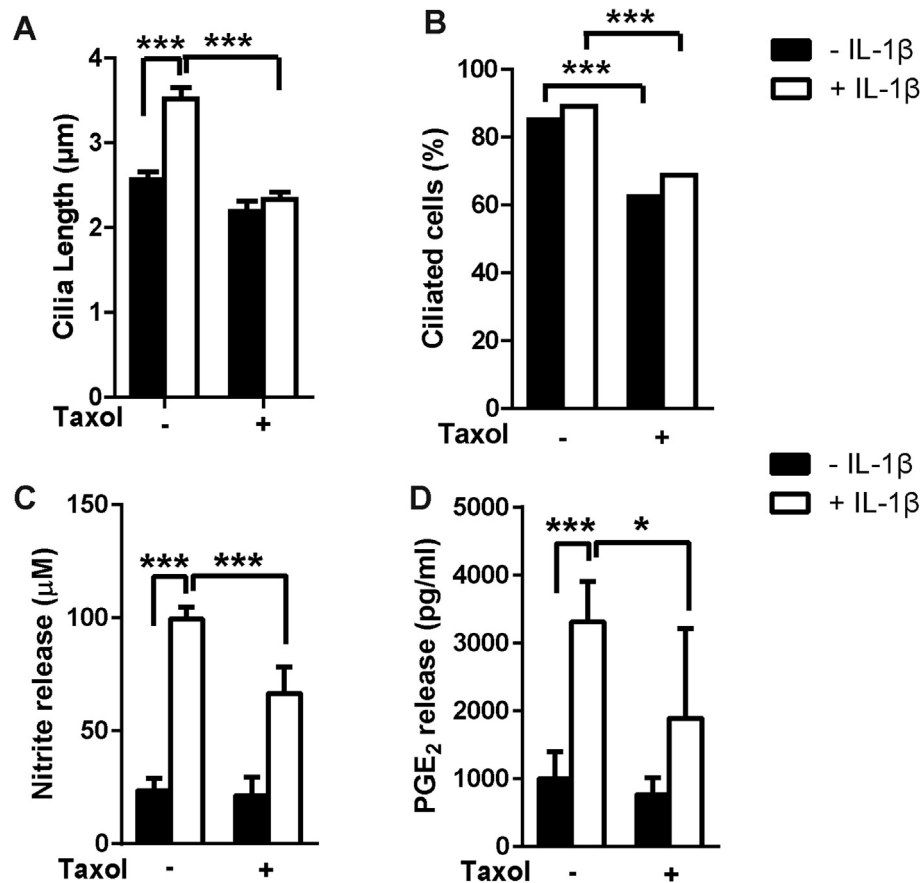 A
***
***
Cilia Length (μm)
4
3
2
1
0
Taxol
-
+
B
***
***
Ciliated cells (%)
100
80
60
40
20
0
Taxol
-
+
- IL-1β
+ IL-1β
C
***
***
Nitrite release (μM)
150
100
50
0
Taxol
-
+
D
***
*
PGE₂ release (pg/ml)
5000
4000
3000
2000
1000
0
Taxol
-
+
- IL-1β
+ IL-1β